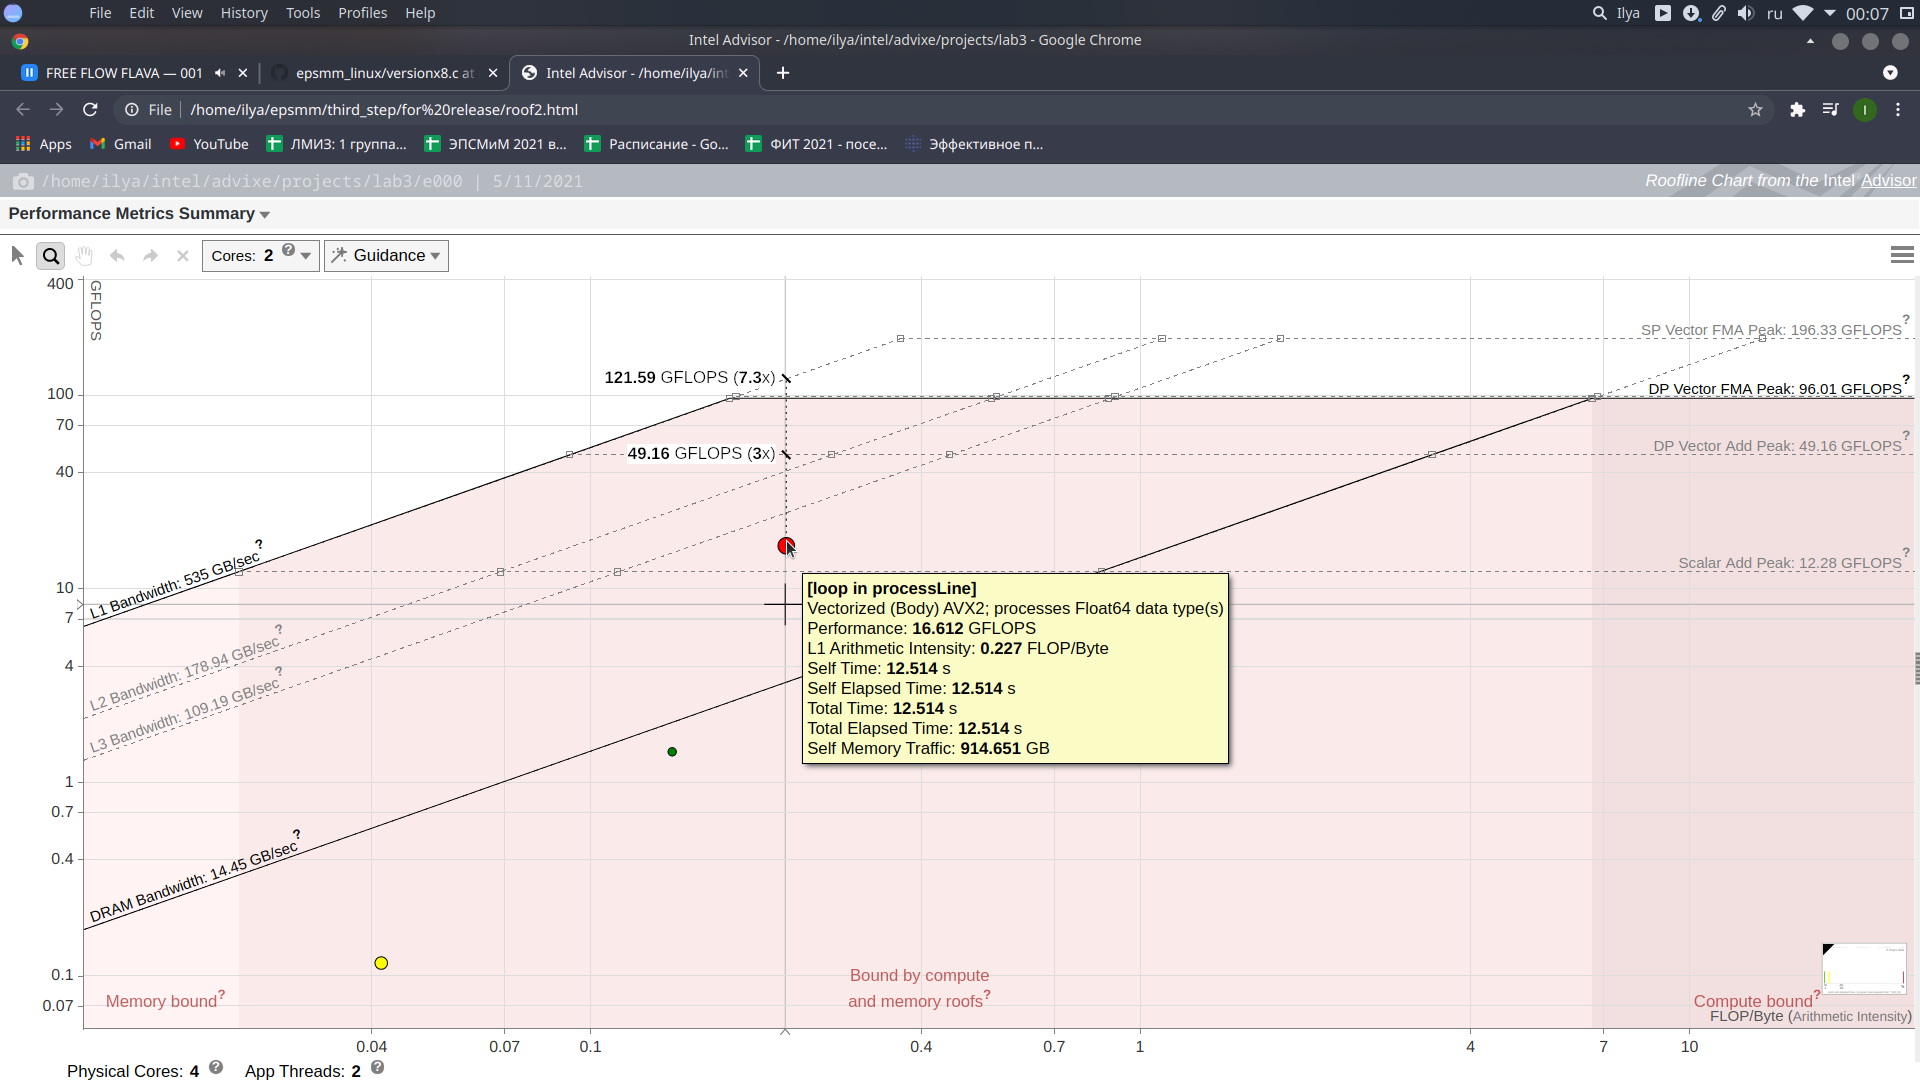 File Edit View History Tools Profiles Help
Ilya ru 00:07
Intel Advisor - /home/ilya/intel/advixe/projects/lab3 - Google Chrome
FREE FLOW FLAVA — 001
epsmm_linux/versionx8.c at
Intel Advisor - /home/ilya/int
File /home/ilya/epsmm/third_step/for%20release/roof2.html
I
Apps Gmail YouTube ЛМИЗ: 1 группа... ЭПСМиМ 2021 в... Расписание - Go... ФИТ 2021 - посе... Эффективное п...
/home/ilya/intel/advixe/projects/lab3/e000 | 5/11/2021
Roofline Chart from the Intel Advisor
Performance Metrics Summary
Cores: 2 ? Guidance
GFLOPS
400
SP Vector FMA Peak: 196.33 GFLOPS?
121.59 GFLOPS (7.3x)
DP Vector FMA Peak: 96.01 GFLOPS?
100
70
49.16 GFLOPS (3x)
DP Vector Add Peak: 49.16 GFLOPS?
40
L1 Bandwidth: 535 GB/sec?
Scalar Add Peak: 12.28 GFLOPS?
10
7
L2 Bandwidth: 178.94 GB/sec?
4
L3 Bandwidth: 109.19 GB/sec?
[loop in processLine]
Vectorized (Body) AVX2; processes Float64 data type(s)
Performance: 16.612 GFLOPS
L1 Arithmetic Intensity: 0.227 FLOP/Byte
Self Time: 12.514 s
Self Elapsed Time: 12.514 s
Total Time: 12.514 s
Total Elapsed Time: 12.514 s
Self Memory Traffic: 914.651 GB
1
0.7
0.4
DRAM Bandwidth: 14.45 GB/sec?
0.1
0.07
Memory bound?
Bound by compute
and memory roofs?
Compute bound?
FLOP/Byte (Arithmetic Intensity)
0.04 0.07 0.1 0.4 0.7 1 4 7 10
Physical Cores: 4 ? App Threads: 2 ?